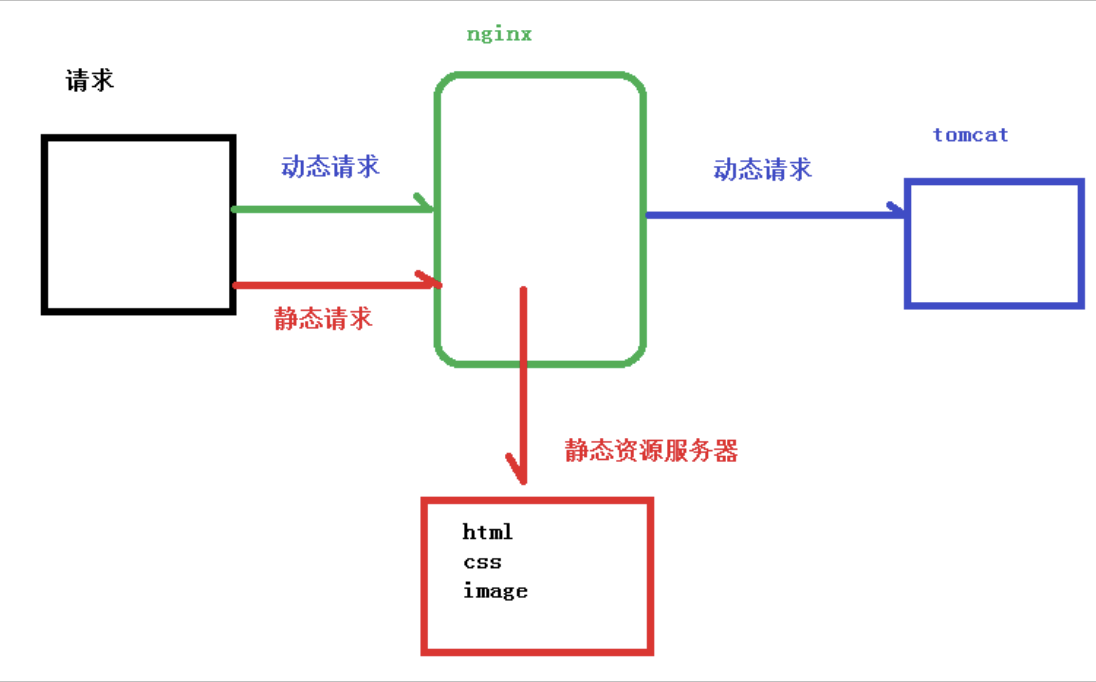 nginx
请求
tomcat
动态请求
动态请求
静态请求
静态资源服务器
html
css
image